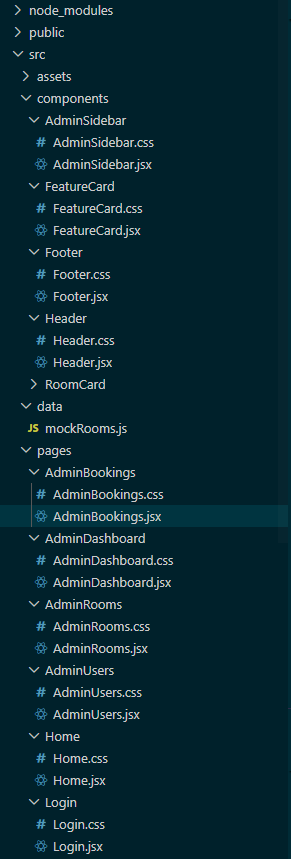 node_modules
public
src
assets
components
AdminSidebar
# AdminSidebar.css
AdminSidebar.jsx
FeatureCard
# FeatureCard.css
FeatureCard.jsx
Footer
# Footer.css
Footer.jsx
Header
# Header.css
Header.jsx
RoomCard
data
JS mockRooms.js
pages
AdminBookings
# AdminBookings.css
AdminBookings.jsx
AdminDashboard
# AdminDashboard.css
AdminDashboard.jsx
AdminRooms
# AdminRooms.css
AdminRooms.jsx
AdminUsers
# AdminUsers.css
AdminUsers.jsx
Home
# Home.css
Home.jsx
Login
# Login.css
Login.jsx